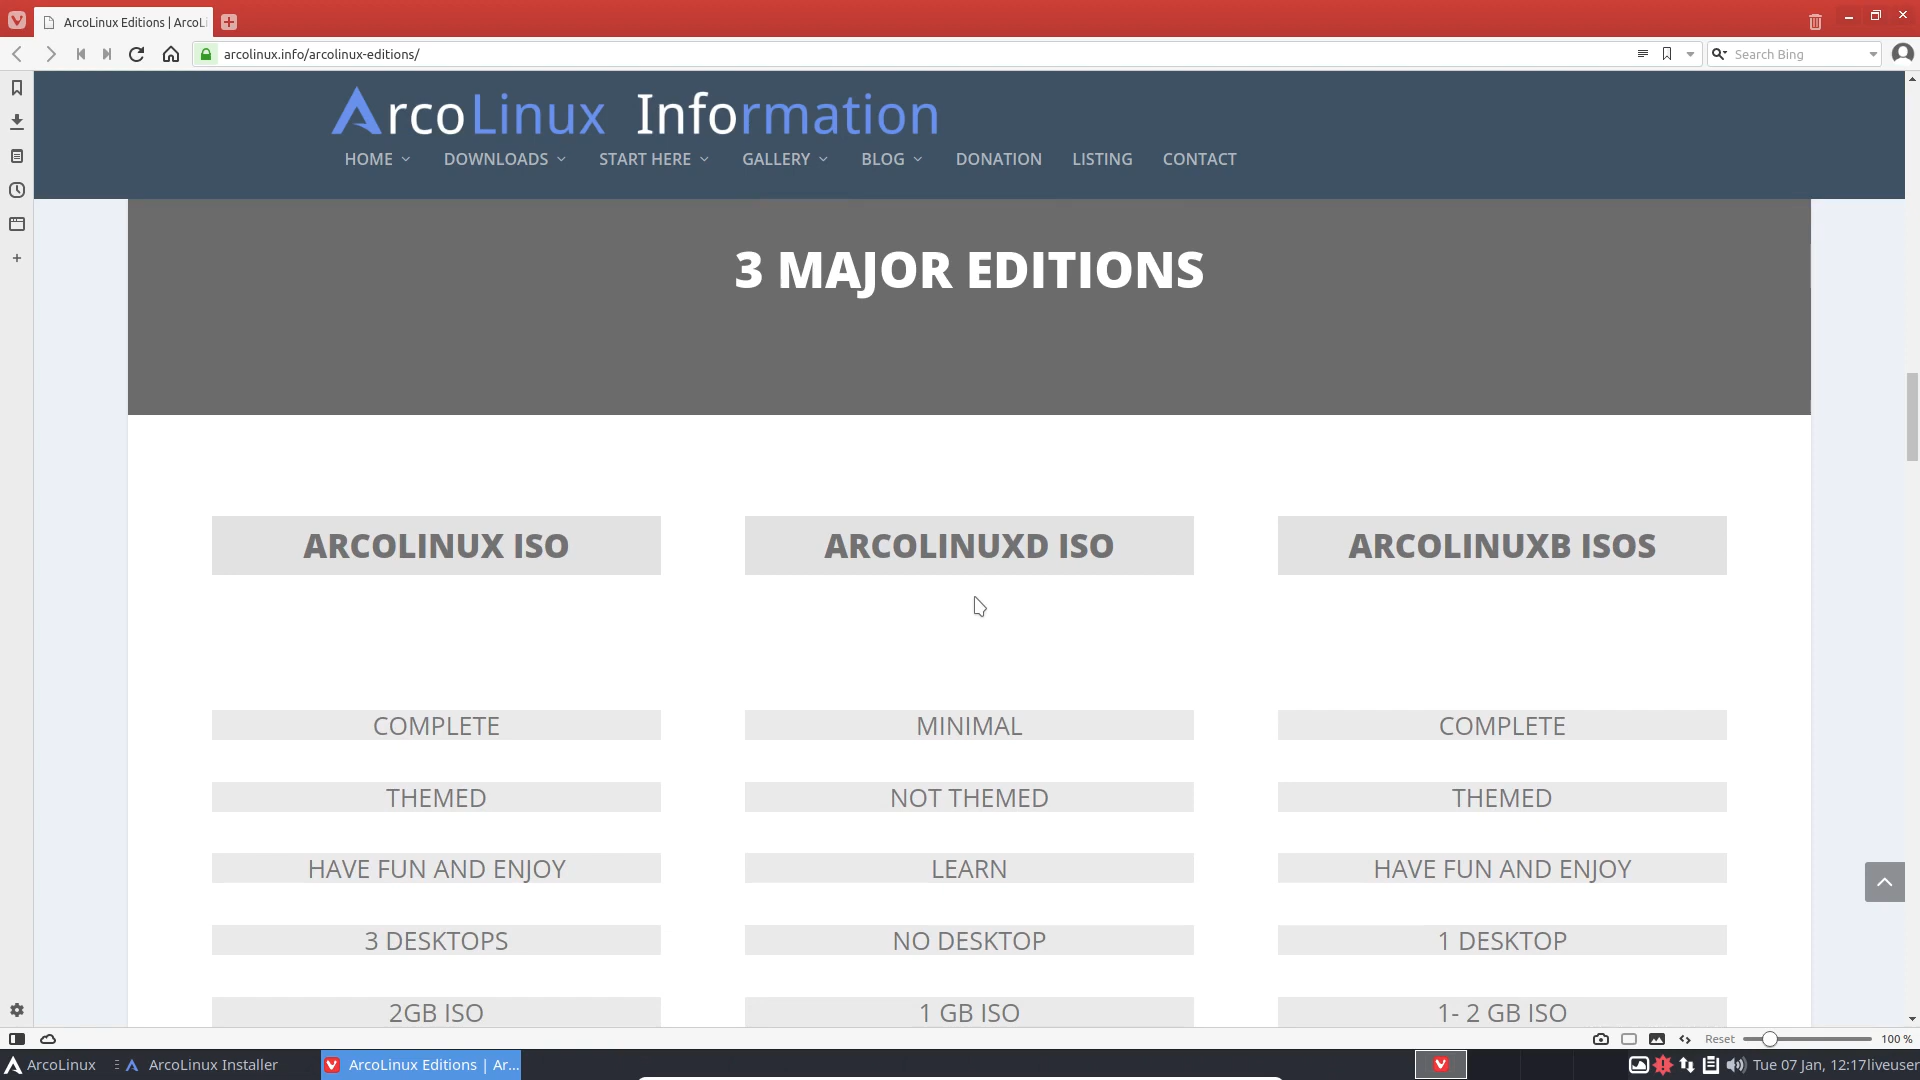 ArcoLinux Editions | ArcoLi
arcolinux.info/arcolinux-editions/
Search Bing
ArcoLinux Information
HOME
DOWNLOADS
START HERE
GALLERY
BLOG
DONATION
LISTING
CONTACT
3 MAJOR EDITIONS
ARCOLINUX ISO
ARCOLINUXD ISO
ARCOLINUXB ISOS
COMPLETE
MINIMAL
COMPLETE
THEMED
NOT THEMED
THEMED
HAVE FUN AND ENJOY
LEARN
HAVE FUN AND ENJOY
3 DESKTOPS
NO DESKTOP
1 DESKTOP
2GB ISO
1 GB ISO
1- 2 GB ISO
Reset
100 %
ArcoLinux
ArcoLinux Installer
ArcoLinux Editions | Ar...
Tue 07 Jan, 12:17
liveuser